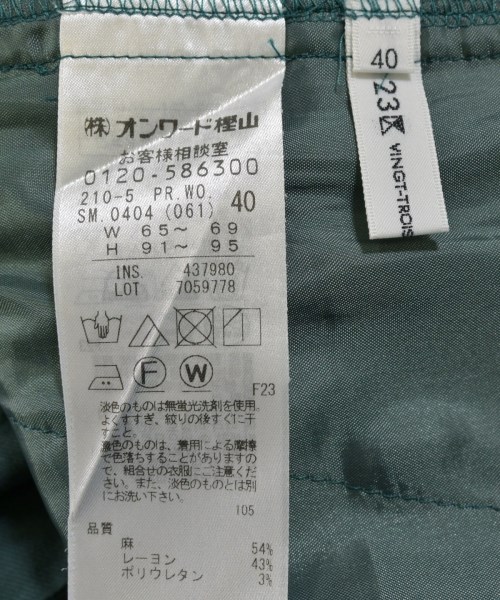 ㈱オンワード樫山
お客様相談室
0120-586300
210-5 PR.WO.
SM.0404 (061) 40
W 65～ 69
H 91～ 95
INS. 437980
LOT 7059778
F
W
F23
淡色のものは無蛍光洗剤を使用。
よくすすぎ、絞りの後すぐに干
すこと。
濃色のものは、着用による摩擦
で色落ちすることがありますの
で、組合せの衣服にご注意くだ
さい。また、淡色のものとは別
にお洗い下さい。
105
品質
麻 54%
レーヨン 43%
ポリウレタン 3%
40
23区
VINGT-TROIS